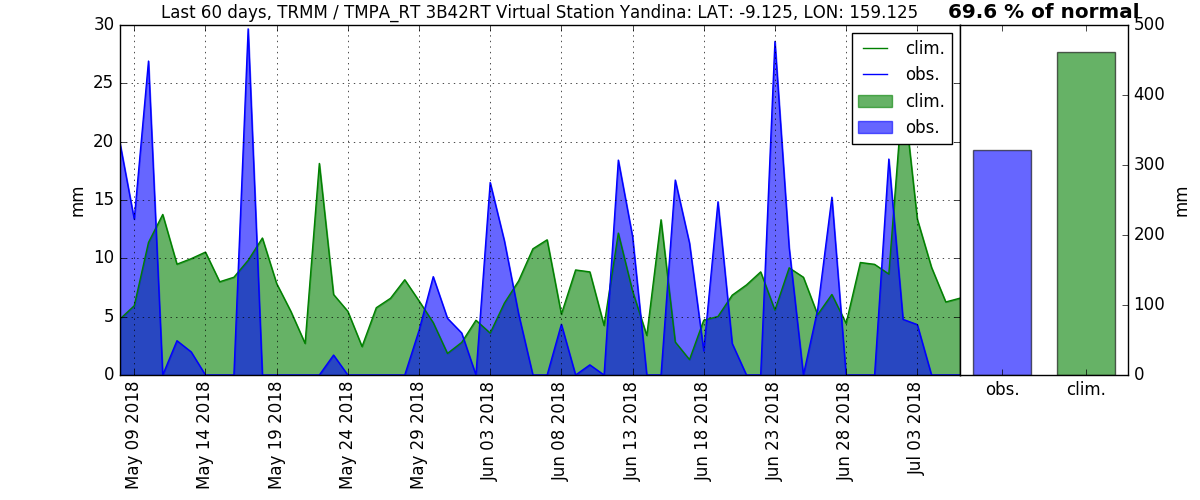 Last 60 days, TRMM / TMPA_RT 3B42RT Virtual Station Yandina: LAT: -9.125, LON: 159.125
69.6 % of normal
30
25
20
15
10
5
0
mm
clim.
obs.
clim.
obs.
500
400
300
200
100
0
mm
obs.
clim.
May 09 2018
May 14 2018
May 19 2018
May 24 2018
May 29 2018
Jun 03 2018
Jun 08 2018
Jun 13 2018
Jun 18 2018
Jun 23 2018
Jun 28 2018
Jul 03 2018